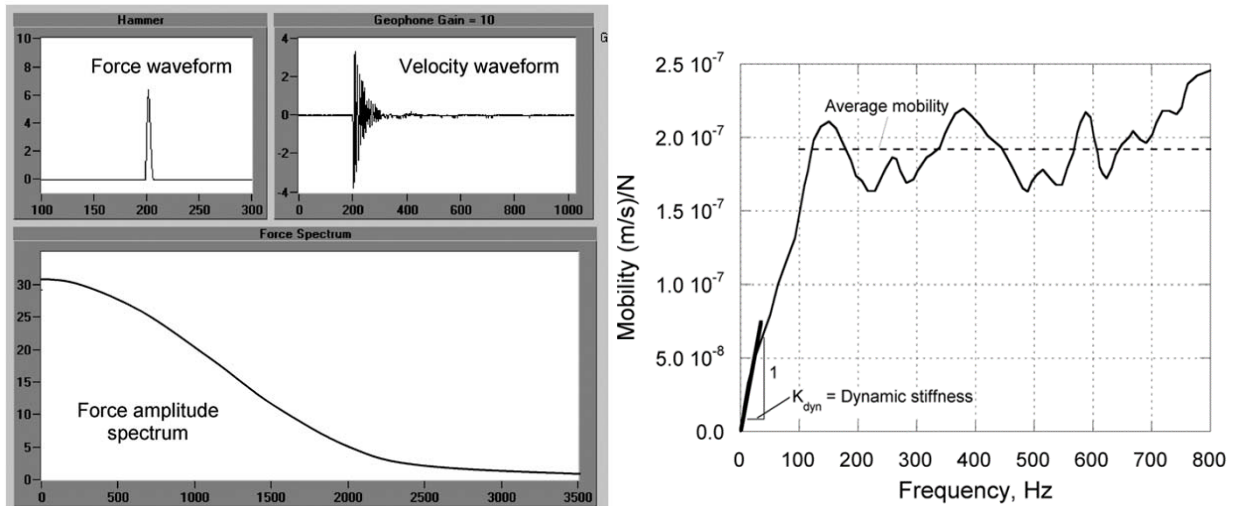 Hammer
10
8
6
4
2
0
100 150 200 250 300
Force waveform
Geophone Gain = 10
G
4
2
0
-2
-4
0 200 400 600 800 1000
Velocity waveform
Force Spectrum
30
25
20
15
10
5
0
0 500 1000 1500 2000 2500 3000 3500
Force amplitude
spectrum
Mobility (m/s)/N
2.5 10-7
2.0 10-7
1.5 10-7
1.0 10-7
5.0 10-8
0.0
Average mobility
1
Kdyn = Dynamic stiffness
0 100 200 300 400 500 600 700 800
Frequency, Hz